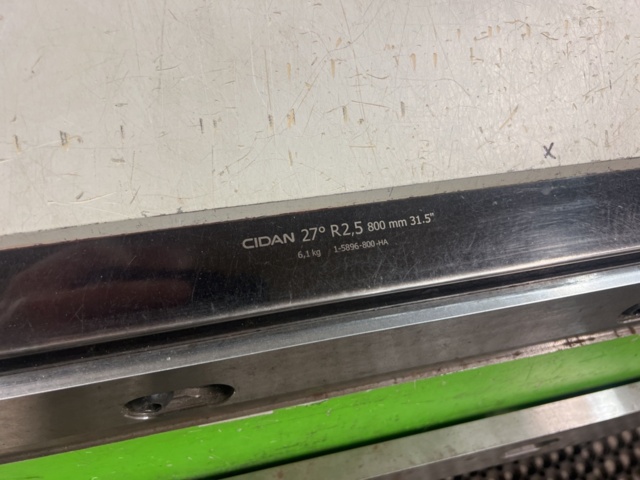 CIDAN 27° R2,5 800 mm 31.5"
6,1 kg 1-5896-800-HA
X